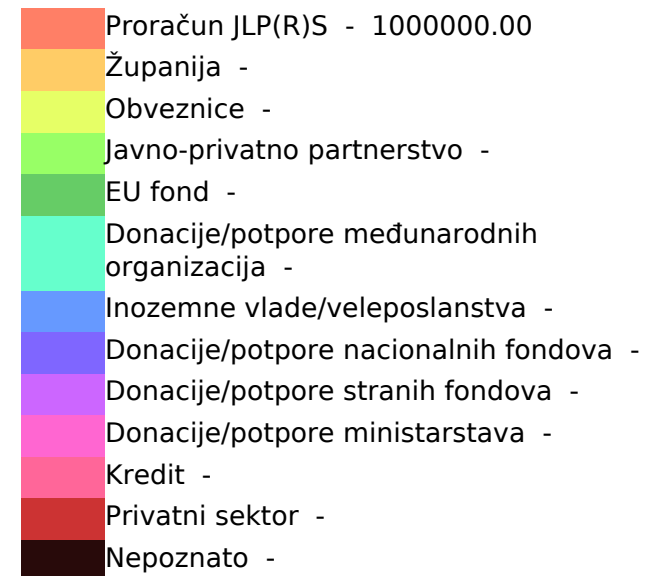 Proračun JLP(R)S - 1000000.00
Županija -
Obveznice -
Javno-privatno partnerstvo -
EU fond -
Donacije/potpore međunarodnih
organizacija -
Inozemne vlade/veleposlanstva -
Donacije/potpore nacionalnih fondova -
Donacije/potpore stranih fondova -
Donacije/potpore ministarstava -
Kredit -
Privatni sektor -
Nepoznato -